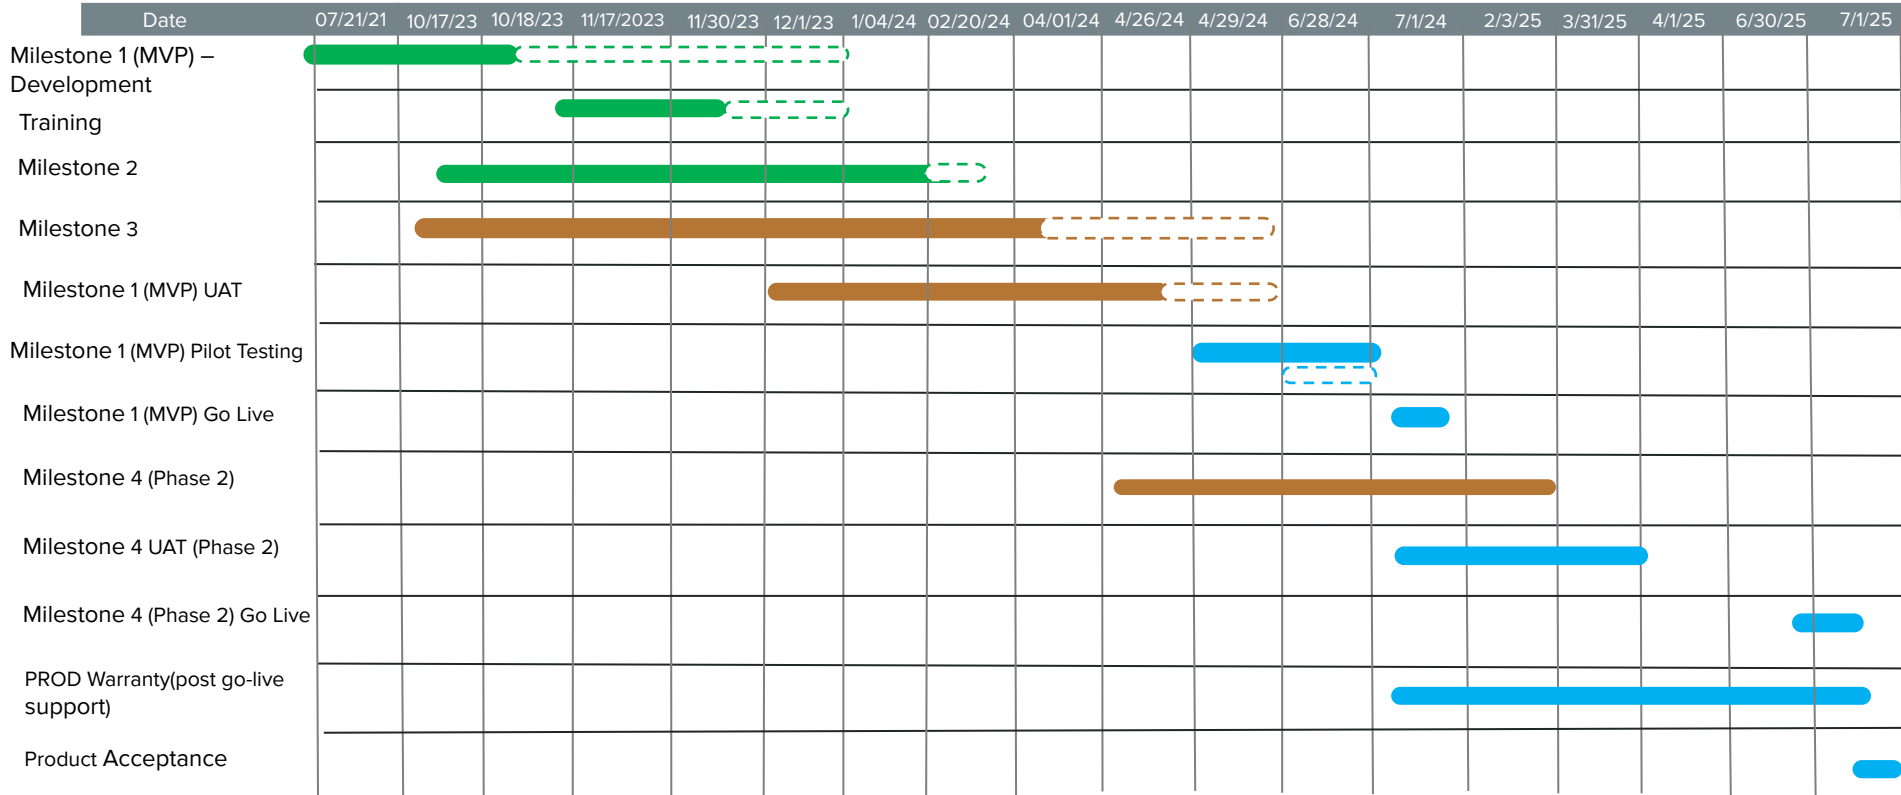 Date 07/21/21 10/17/23 10/18/23 11/17/2023 11/30/23 12/1/23 1/04/24 02/20/24 04/01/24 4/26/24 4/29/24 6/28/24 7/1/24 2/3/25 3/31/25 4/1/25 6/30/25 7/1/25
Milestone 1 (MVP) –
Development
Training
Milestone 2
Milestone 3
Milestone 1 (MVP) UAT
Milestone 1 (MVP) Pilot Testing
Milestone 1 (MVP) Go Live
Milestone 4 (Phase 2)
Milestone 4 UAT (Phase 2)
Milestone 4 (Phase 2) Go Live
PROD Warranty(post go-live
support)
Product Acceptance